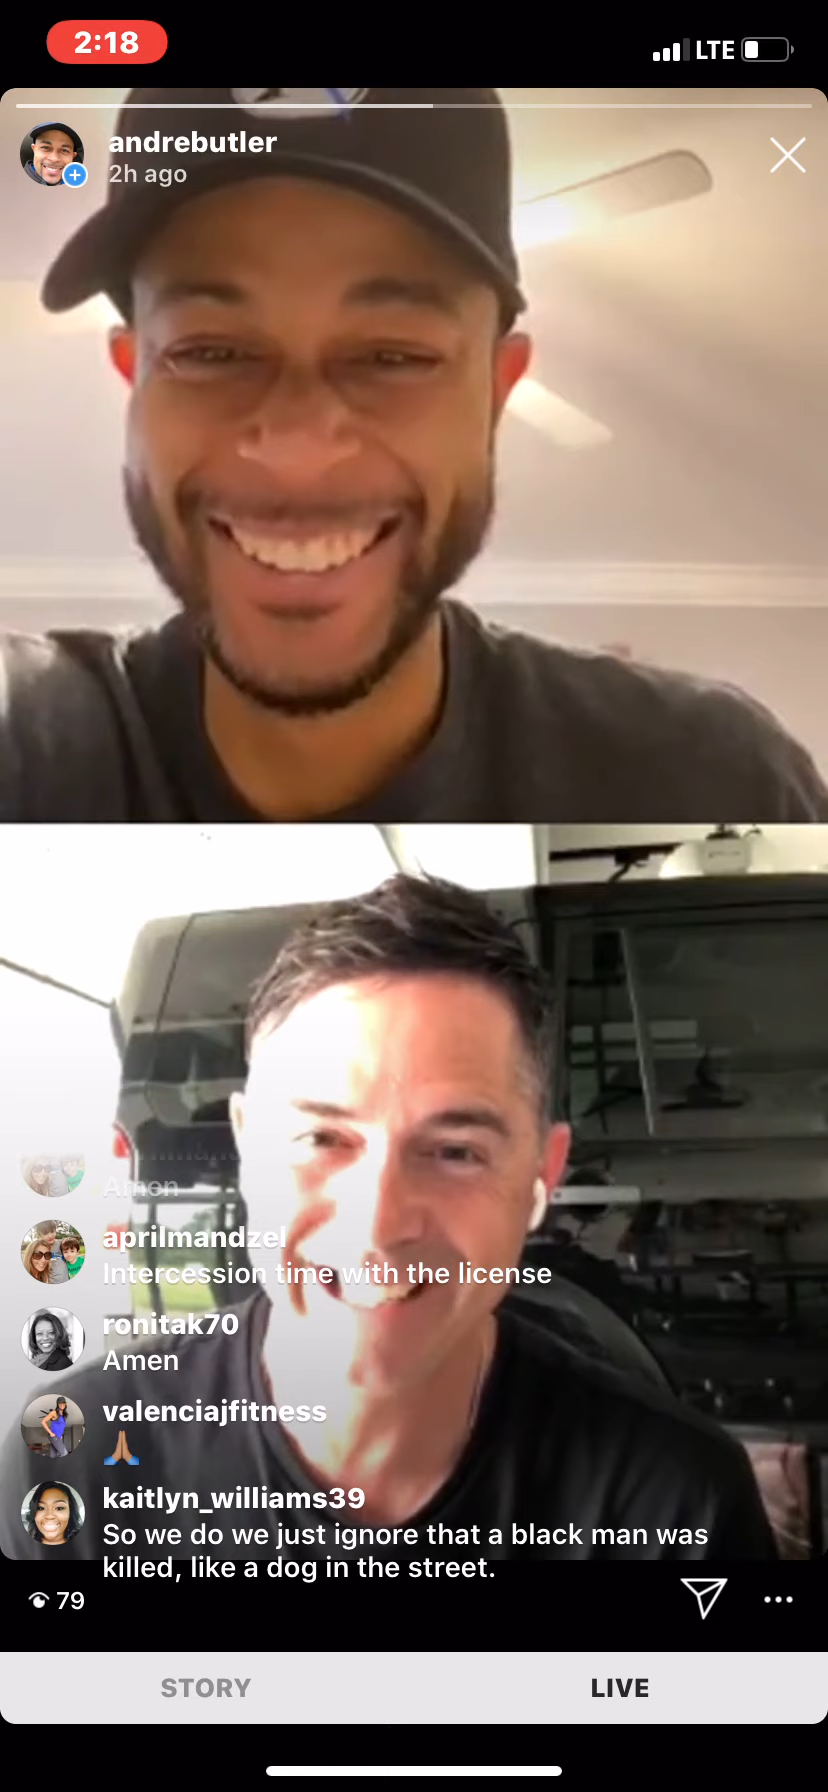 2:18
LTE
andrebutler
2h ago
Amen
aprilmandzel
Intercession time with the license
ronitak70
Amen
valenciajfitness
🙏🏽
kaitlyn_williams39
So we do we just ignore that a black man was
killed, like a dog in the street.
79
STORY
LIVE